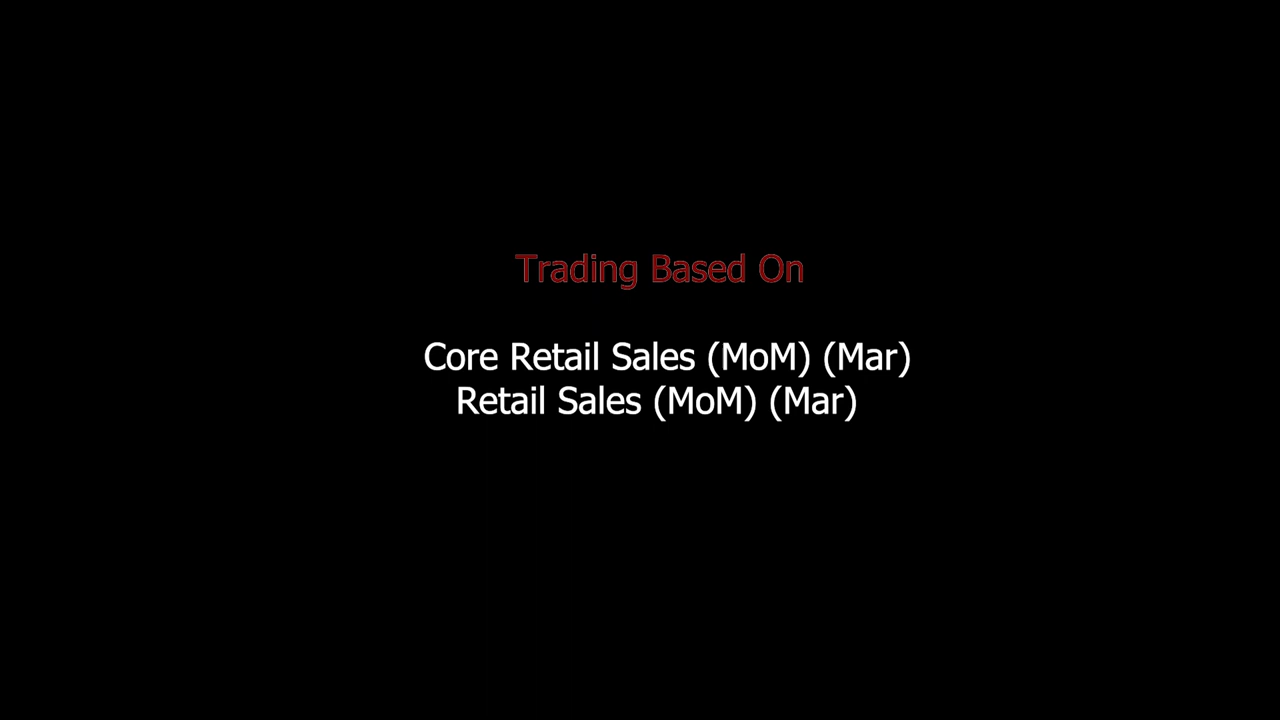 Trading Based On
Core Retail Sales (MoM) (Mar)
Retail Sales (MoM) (Mar)